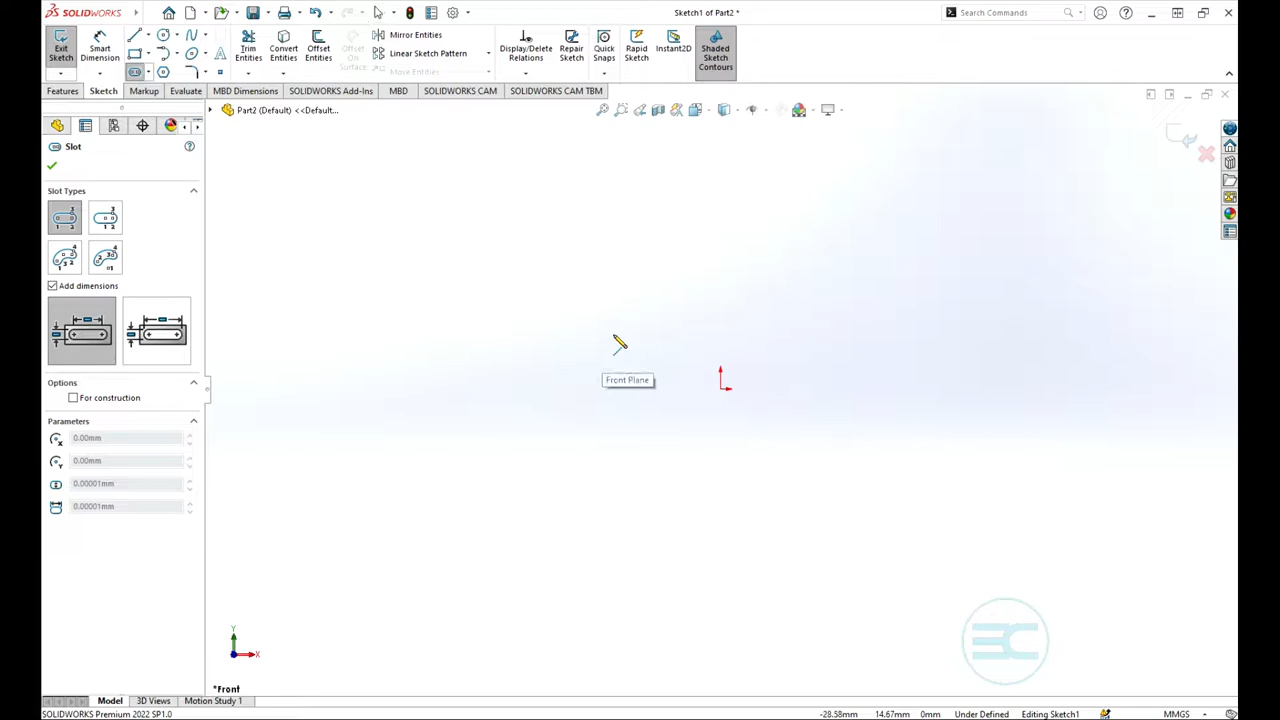 SOLIDWORKS
Sketch1 of Part2 *
Search Commands
Exit Sketch
Smart Dimension
Trim Entities
Convert Entities
Offset Entities
Offset On Surface
Mirror Entities
Linear Sketch Pattern
Move Entities
Display/Delete Relations
Repair Sketch
Quick Snaps
Rapid Sketch
Instant2D
Shaded Sketch Contours
Features Sketch Markup Evaluate MBD Dimensions SOLIDWORKS Add-Ins MBD SOLIDWORKS CAM SOLIDWORKS CAM TBM
Part2 (Default) <<Default...
Slot
Slot Types
Add dimensions
Options
For construction
Parameters
0.00mm
0.00mm
0.00001mm
0.00001mm
Front Plane
Y
X
*Front
Model 3D Views Motion Study 1
SOLIDWORKS Premium 2022 SP1.0
-28.58mm 14.67mm 0mm Under Defined Editing Sketch1 MMGS